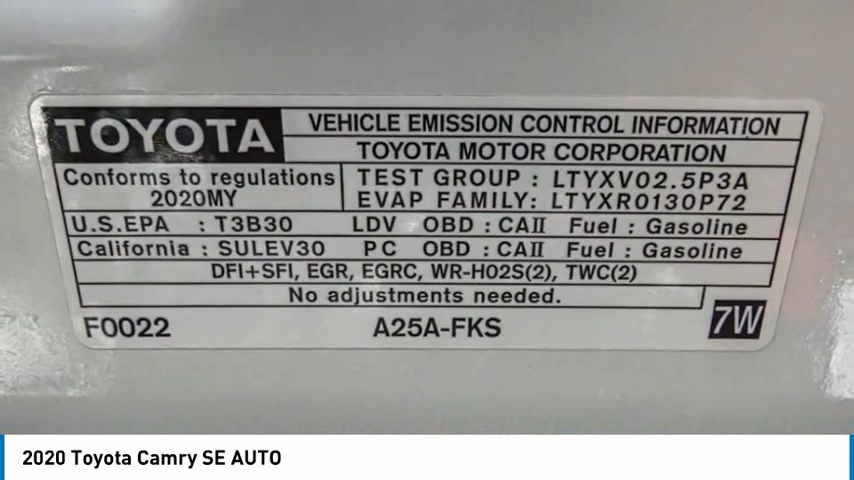 TOYOTA
VEHICLE EMISSION CONTROL INFORMATION
TOYOTA MOTOR CORPORATION
Conforms to regulations
2020MY
TEST GROUP : LTYXV02.5P3A
EVAP FAMILY: LTYXR0130P72
U.S.EPA : T3B30 LDV OBD : CAII Fuel : Gasoline
California : SULEV30 PC OBD : CAII Fuel : Gasoline
DFI+SFI, EGR, EGRC, WR-HO2S(2), TWC(2)
No adjustments needed.
F0022 A25A-FKS 7W
2020 Toyota Camry SE AUTO